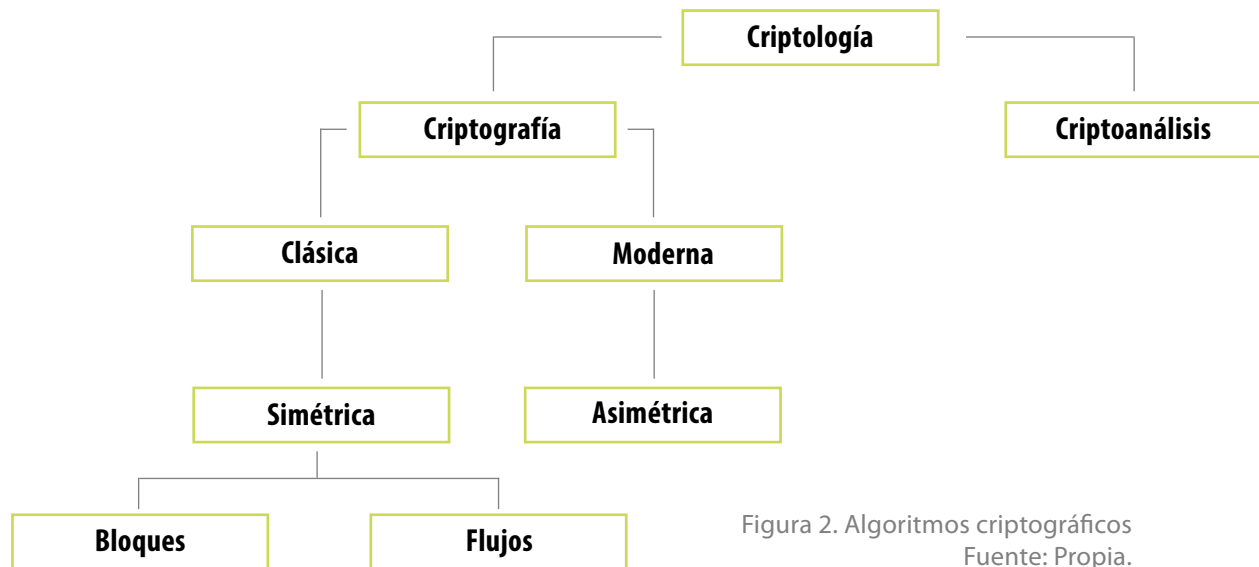 Criptología
Criptografía
Criptoanálisis
Clásica
Moderna
Simétrica
Asimétrica
Bloques
Flujos
Figura 2. Algoritmos criptográficos
Fuente: Propia.